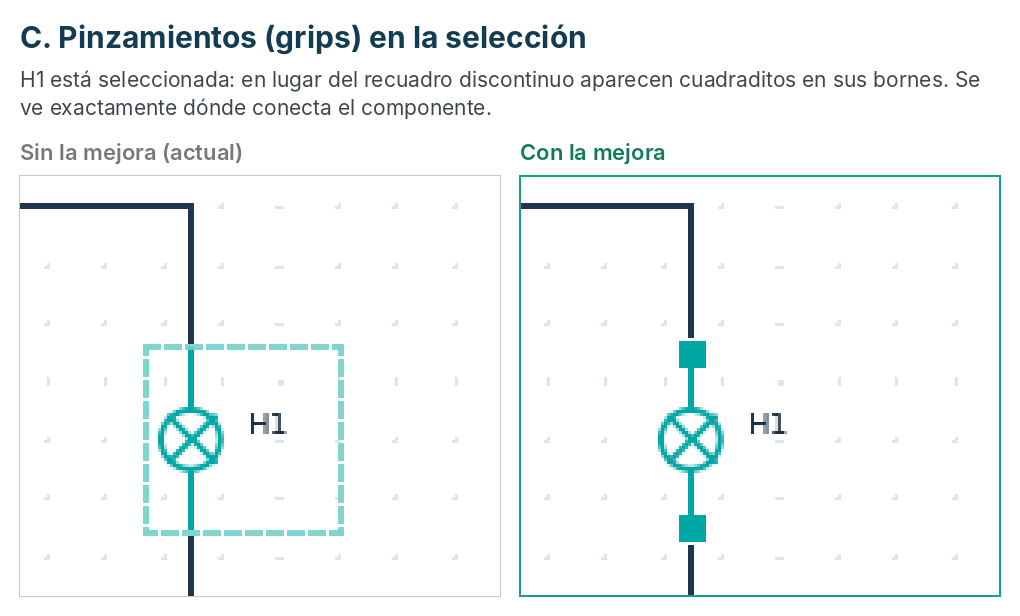 C. Pinzamientos (grips) en la selección
H1 está seleccionada: en lugar del recuadro discontinuo aparecen cuadraditos en sus bornes. Se
ve exactamente dónde conecta el componente.
Sin la mejora (actual)
Con la mejora
H1
H1